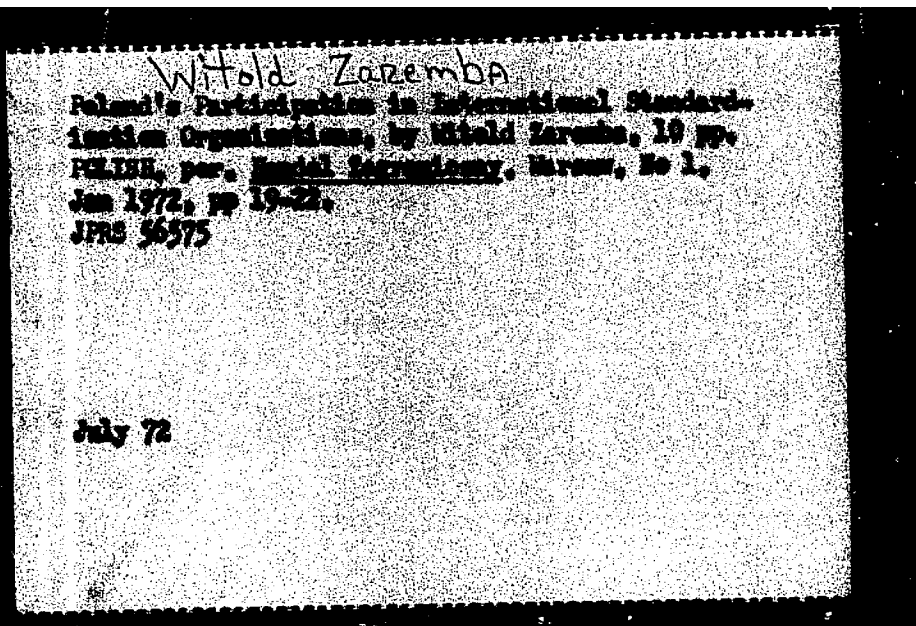 Witold Zaremba
Poland's Participation in International Standard-
ization Organizations, by Witold Zaremba, 10 pp.
POLISH, per, Handel Zagraniczny, Warsaw, No 1,
Jan 1972, pp 19-22.
JPRS 56575
July 72